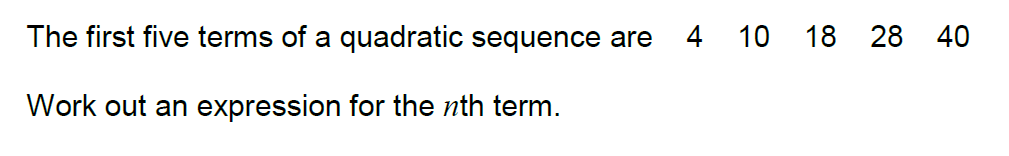 The first five terms of a quadratic sequence are 4 10 18 28 40
Work out an expression for the nth term.